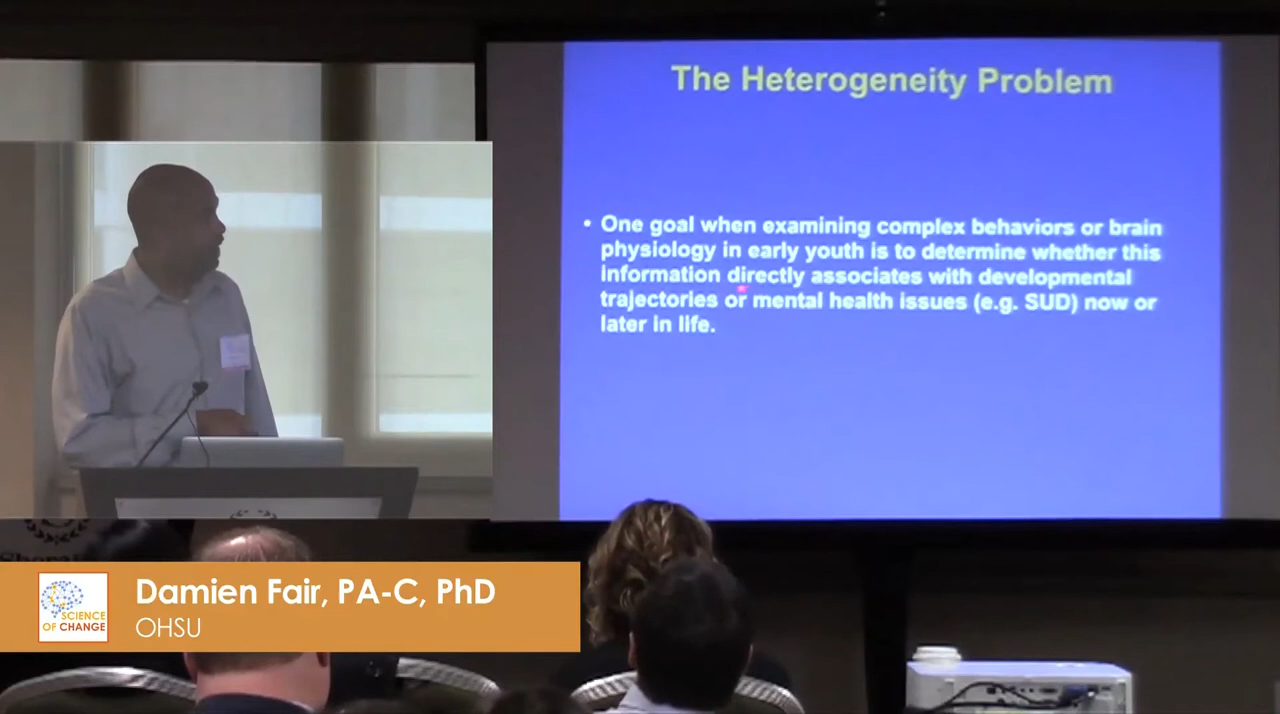 The Heterogeneity Problem
• One goal when examining complex behaviors or brain
physiology in early youth is to determine whether this
information directly associates with developmental
trajectories or mental health issues (e.g. SUD) now or
later in life.
SCIENCE
OF CHANGE
Damien Fair, PA-C, PhD
OHSU